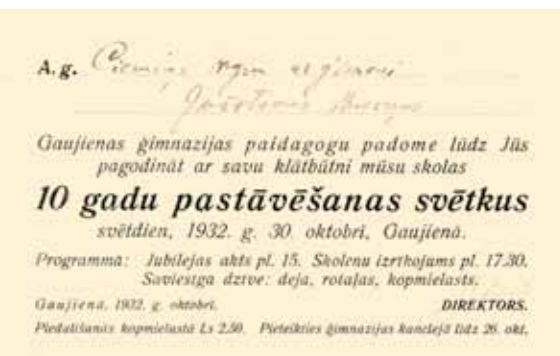 A. g.
Gaujienas ģimnazijas paidagogu padome lūdz Jūs
pagodināt ar savu klātbūtni mūsu skolas
10 gadu pastāvēšanas svētkus
svētdien, 1932. g. 30 oktobrī, Gaujienā.
Programmā: Jubilejas akts pl. 15. Skolēnu izrīkojums pl. 17.30.
Saviesīga dzīve: deja, rotaļas, kopmielasts.
Gaujienā, 1932. g. oktobrī. DIREKTORS.
Piedalīšanās kopmielastā Ls 2.50. Pieteikties ģimnazijas kancelejā līdz 26. okt.